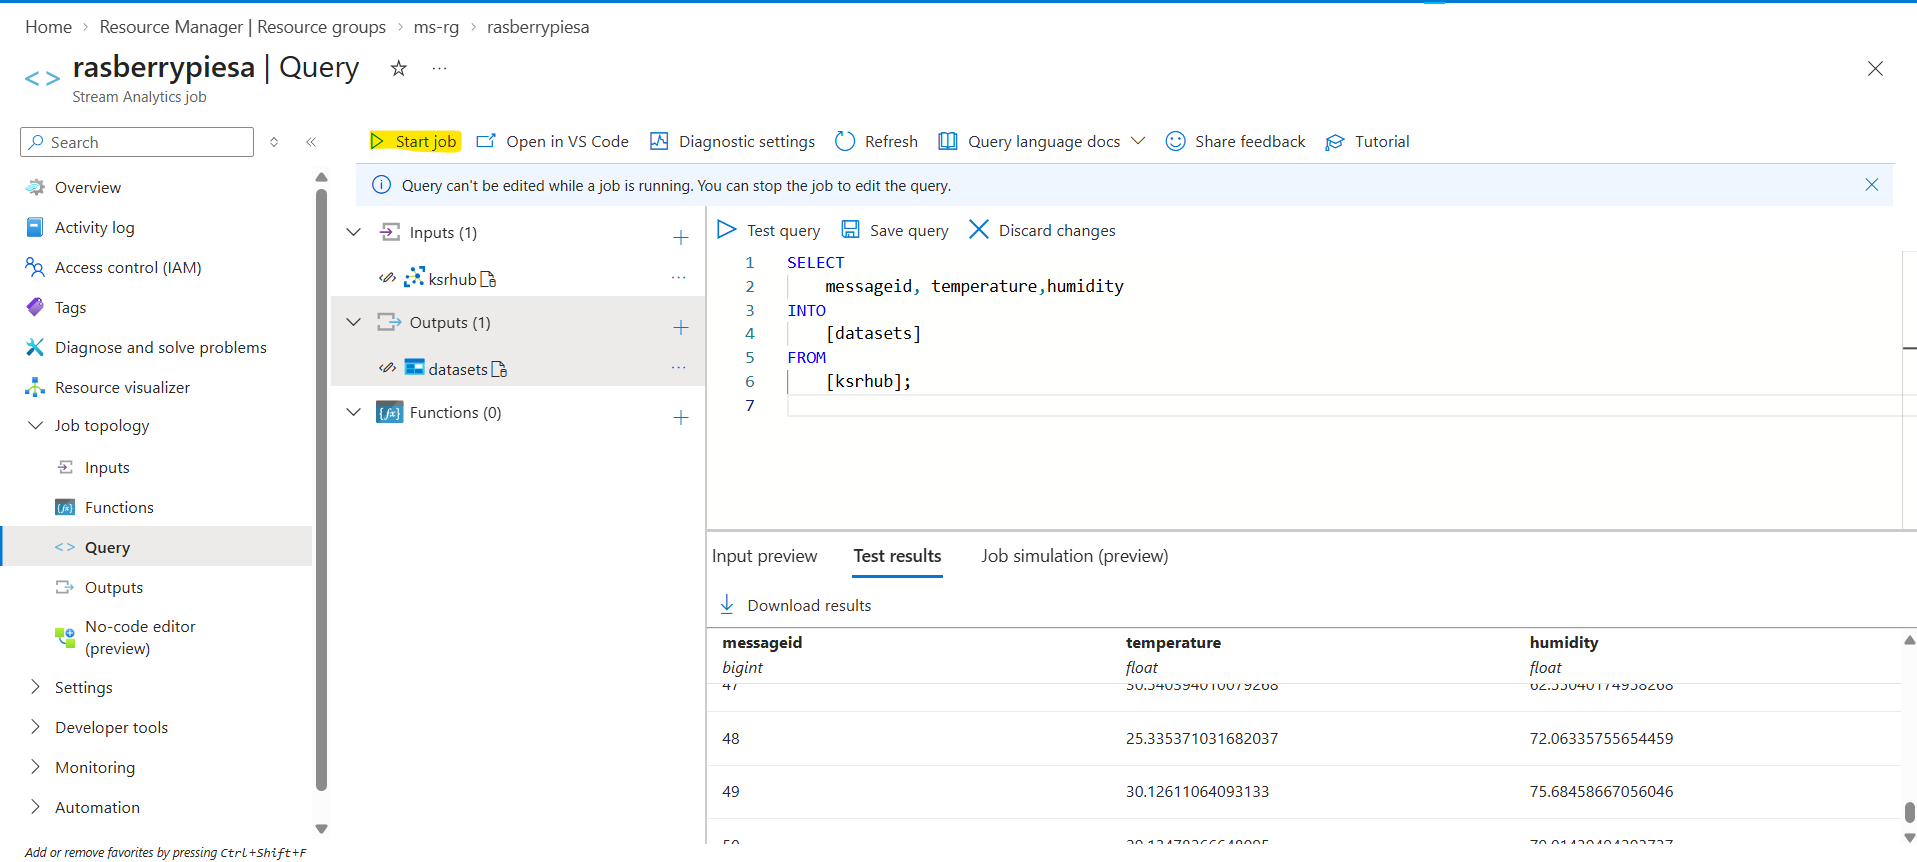 Home > Resource Manager | Resource groups > ms-rg > rasberrypiesa
rasberrypiesa | Query
Stream Analytics job
Search
Overview
Activity log
Access control (IAM)
Tags
Diagnose and solve problems
Resource visualizer
Job topology
Inputs
Functions
Query
Outputs
No-code editor
(preview)
Settings
Developer tools
Monitoring
Automation
Add or remove favorites by pressing Ctrl+Shift+F
Start job Open in VS Code Diagnostic settings Refresh Query language docs Share feedback Tutorial
Query can't be edited while a job is running. You can stop the job to edit the query.
Inputs (1)
ksrhub
Outputs (1)
datasets
Functions (0)
Test query Save query Discard changes
1 SELECT
2 messageid, temperature,humidity
3 INTO
4 [datasets]
5 FROM
6 [ksrhub];
7
Input preview Test results Job simulation (preview)
Download results
messageid temperature humidity
bigint float float
47
48 25.335371031682037 72.06335755654459
49 30.12611064093133 75.68458667056046